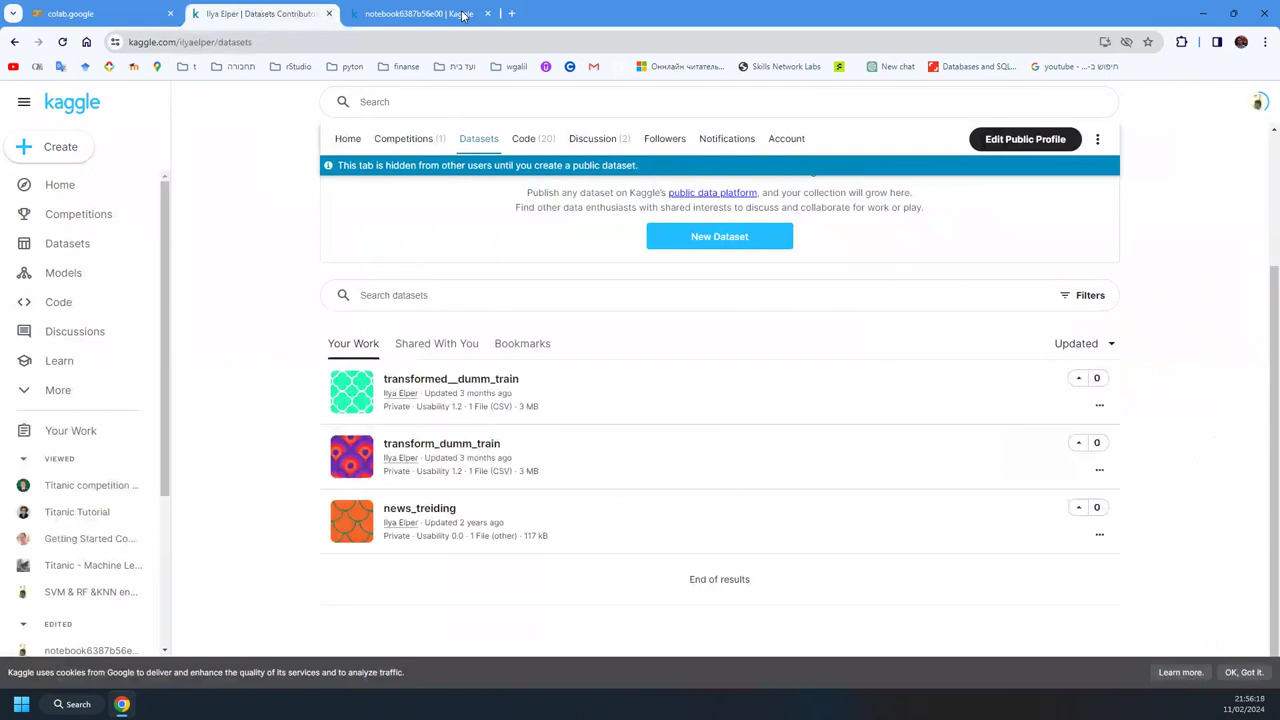 colab.google
Ilya Elper | Datasets Contributo
notebook6387b56e00 | Kaggle
kaggle.com/ilyaelper/datasets
t
תחבורה
rStudio
pyton
finanse
ועד בית
wgalil
Онлайн читатель...
Skills Network Labs
New chat
Databases and SQL...
youtube - חיפוש ב-...
kaggle
Search
Create
Home
Competitions (1)
Datasets
Code (20)
Discussion (2)
Followers
Notifications
Account
Edit Public Profile
This tab is hidden from other users until you create a public dataset.
Publish any dataset on Kaggle's public data platform, and your collection will grow here.
Find other data enthusiasts with shared interests to discuss and collaborate for work or play.
New Dataset
Search datasets
Filters
Your Work
Shared With You
Bookmarks
Updated
transformed__dumm_train
Ilya Elper · Updated 3 months ago
Private · Usability 1.2 · 1 File (CSV) · 3 MB
0
transform_dumm_train
Ilya Elper · Updated 3 months ago
Private · Usability 1.2 · 1 File (CSV) · 3 MB
0
news_treiding
Ilya Elper · Updated 2 years ago
Private · Usability 0.0 · 1 File (other) · 117 kB
0
End of results
Home
Competitions
Datasets
Models
Code
Discussions
Learn
More
Your Work
VIEWED
Titanic competition ...
Titanic Tutorial
Getting Started Co...
Titanic - Machine Le...
SVM & RF &KNN en...
EDITED
notebook6387b56e...
Kaggle uses cookies from Google to deliver and enhance the quality of its services and to analyze traffic.
Learn more.
OK, Got it.
Search
21:56:18
11/02/2024